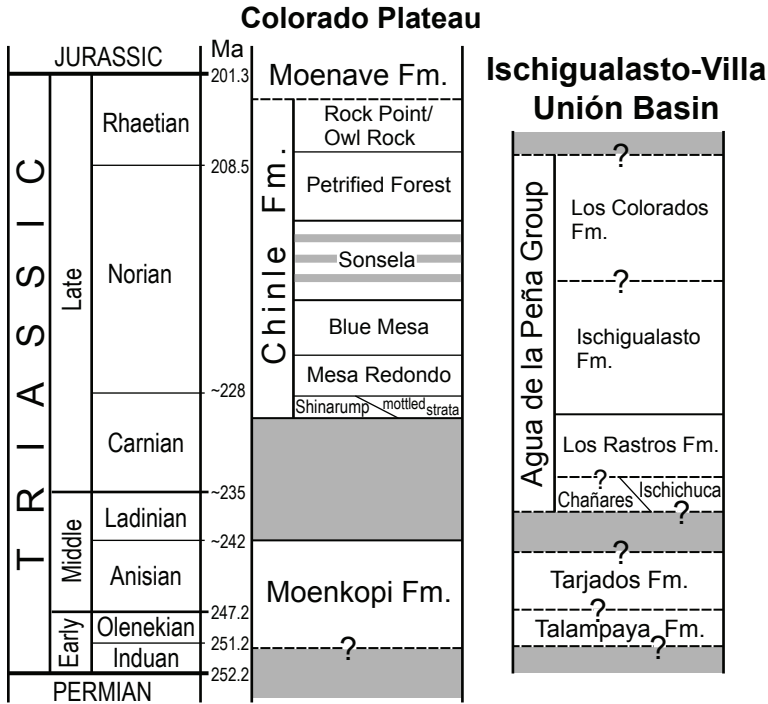 Colorado Plateau
JURASSIC
Ma
201.3
Moenave Fm.
Ischigualasto-Villa
Unión Basin
TRIASSIC
Late
Rhaetian
208.5
Norian
~228
Carnian
~235
Middle
Ladinian
~242
Anisian
247.2
Early
Olenekian
251.2
Induan
252.2
PERMIAN
Chinle Fm.
Rock Point/
Owl Rock
Petrified Forest
Sonsela
Blue Mesa
Mesa Redondo
Shinarump
mottled strata
Moenkopi Fm.
?
?
Agua de la Peña Group
Los Colorados
Fm.
?
Ischigualasto
Fm.
Los Rastros Fm.
?
Chañares
Ischichuca
?
?
Tarjados Fm.
?
Talampaya Fm.
?